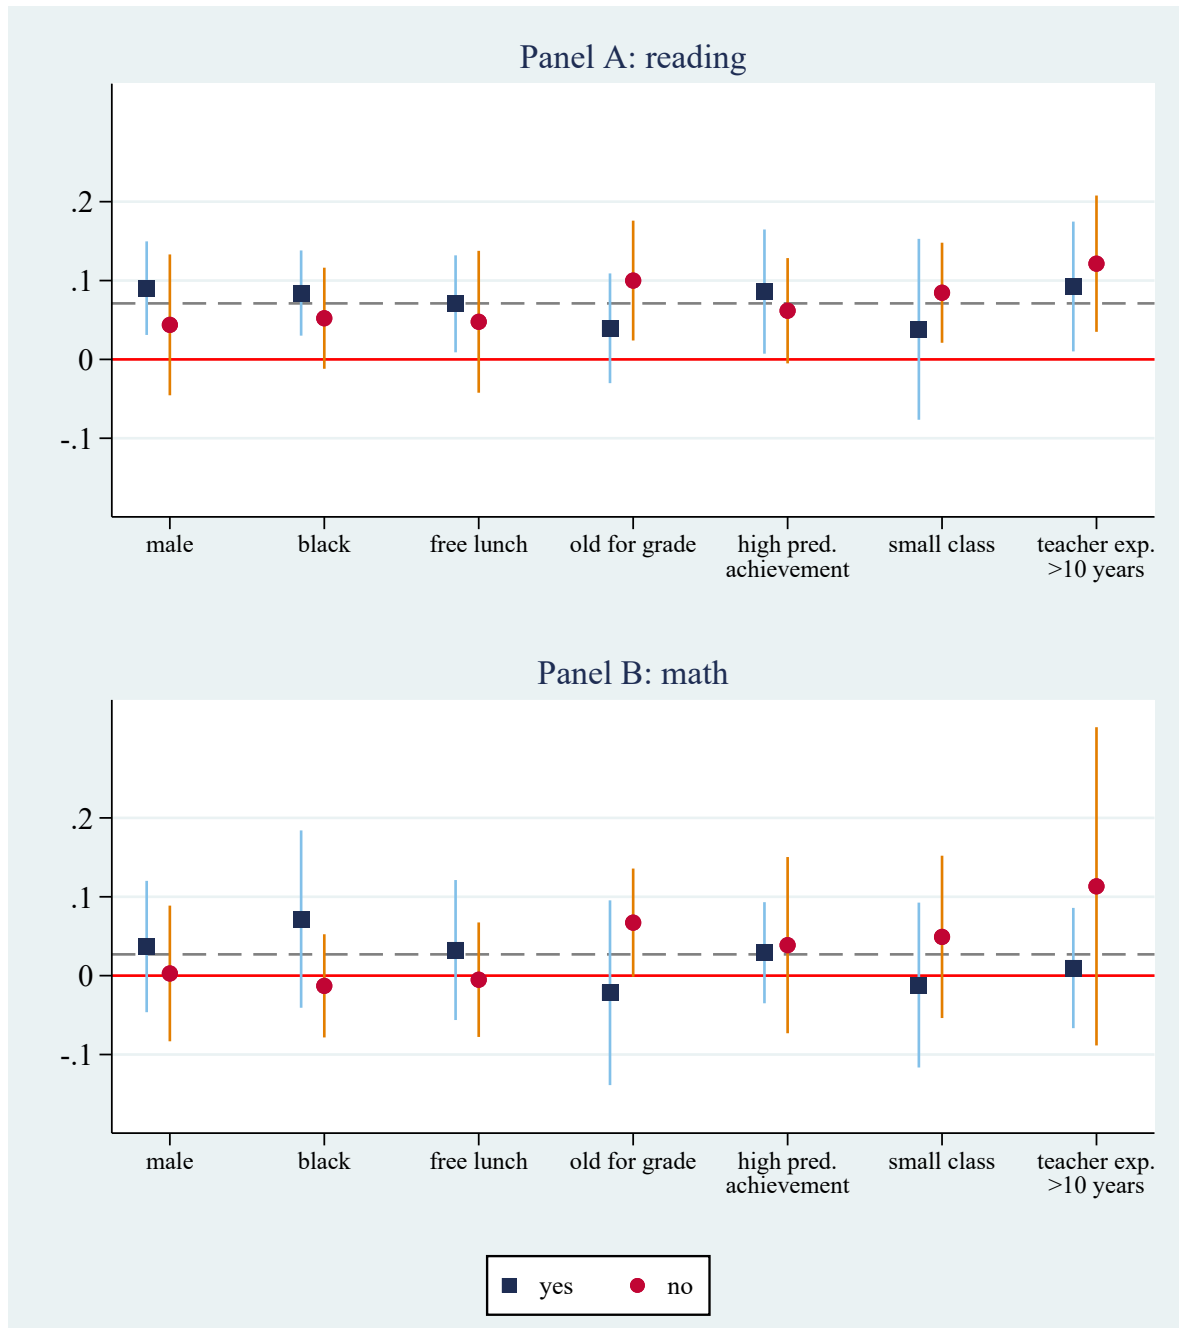 Panel A: reading
.2
.1
0
-.1
male black free lunch old for grade high pred. small class teacher exp.
achievement >10 years
Panel B: math
.2
.1
0
-.1
male black free lunch old for grade high pred. small class teacher exp.
achievement >10 years
yes no